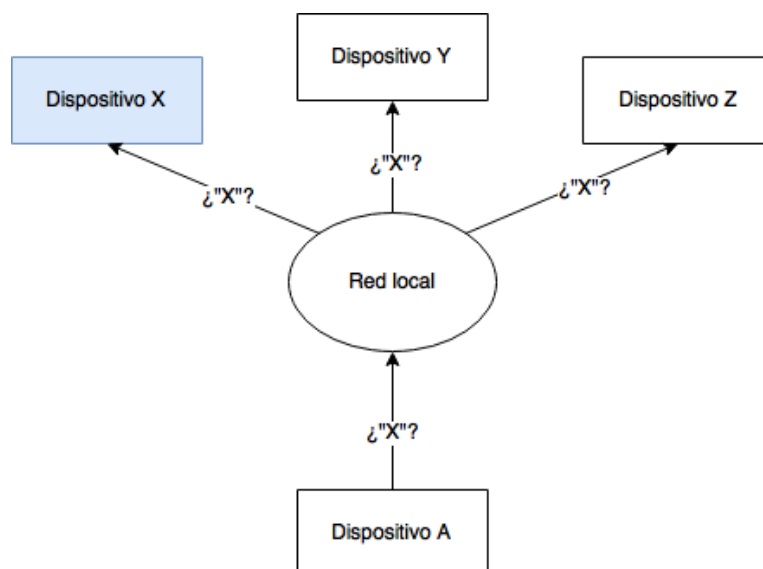 Dispositivo Y
Dispositivo X
Dispositivo Z
¿"X"?
¿"X"?
¿"X"?
Red local
¿"X"?
Dispositivo A